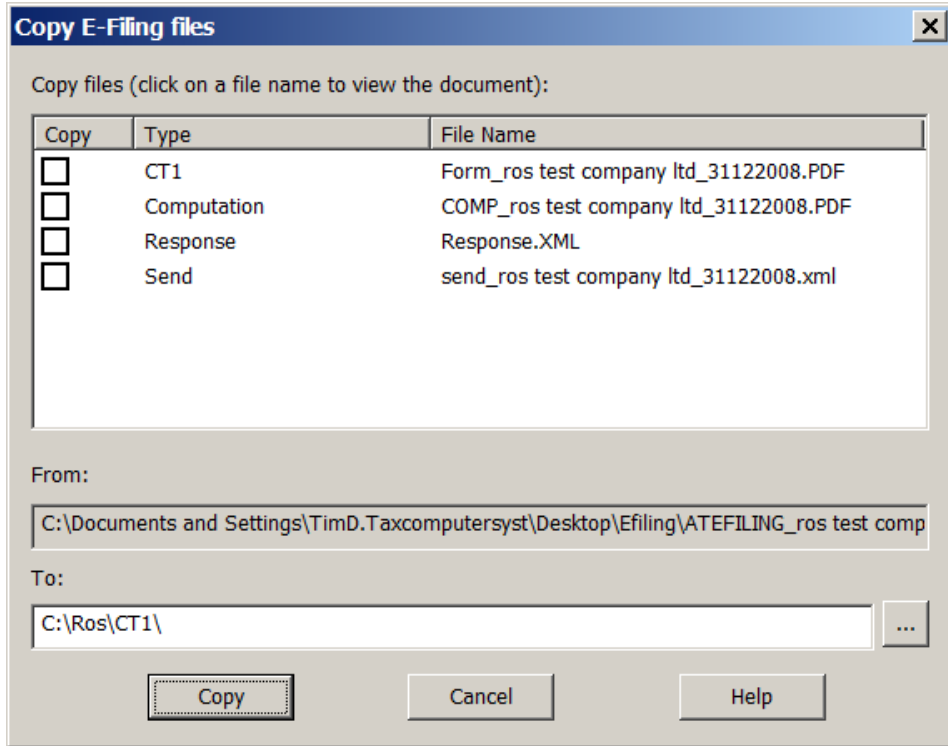 Copy E-Filing files
Copy files (click on a file name to view the document):
Copy Type File Name
CT1 Form_ros test company ltd_31122008.PDF
Computation COMP_ros test company ltd_31122008.PDF
Response Response.XML
Send send_ros test company ltd_31122008.xml
From:
C:\Documents and Settings\TimD.Taxcomputersyst\Desktop\Efiling\ATEFILING_ros test comp
To:
C:\Ros\CT1\ ...
Copy Cancel Help